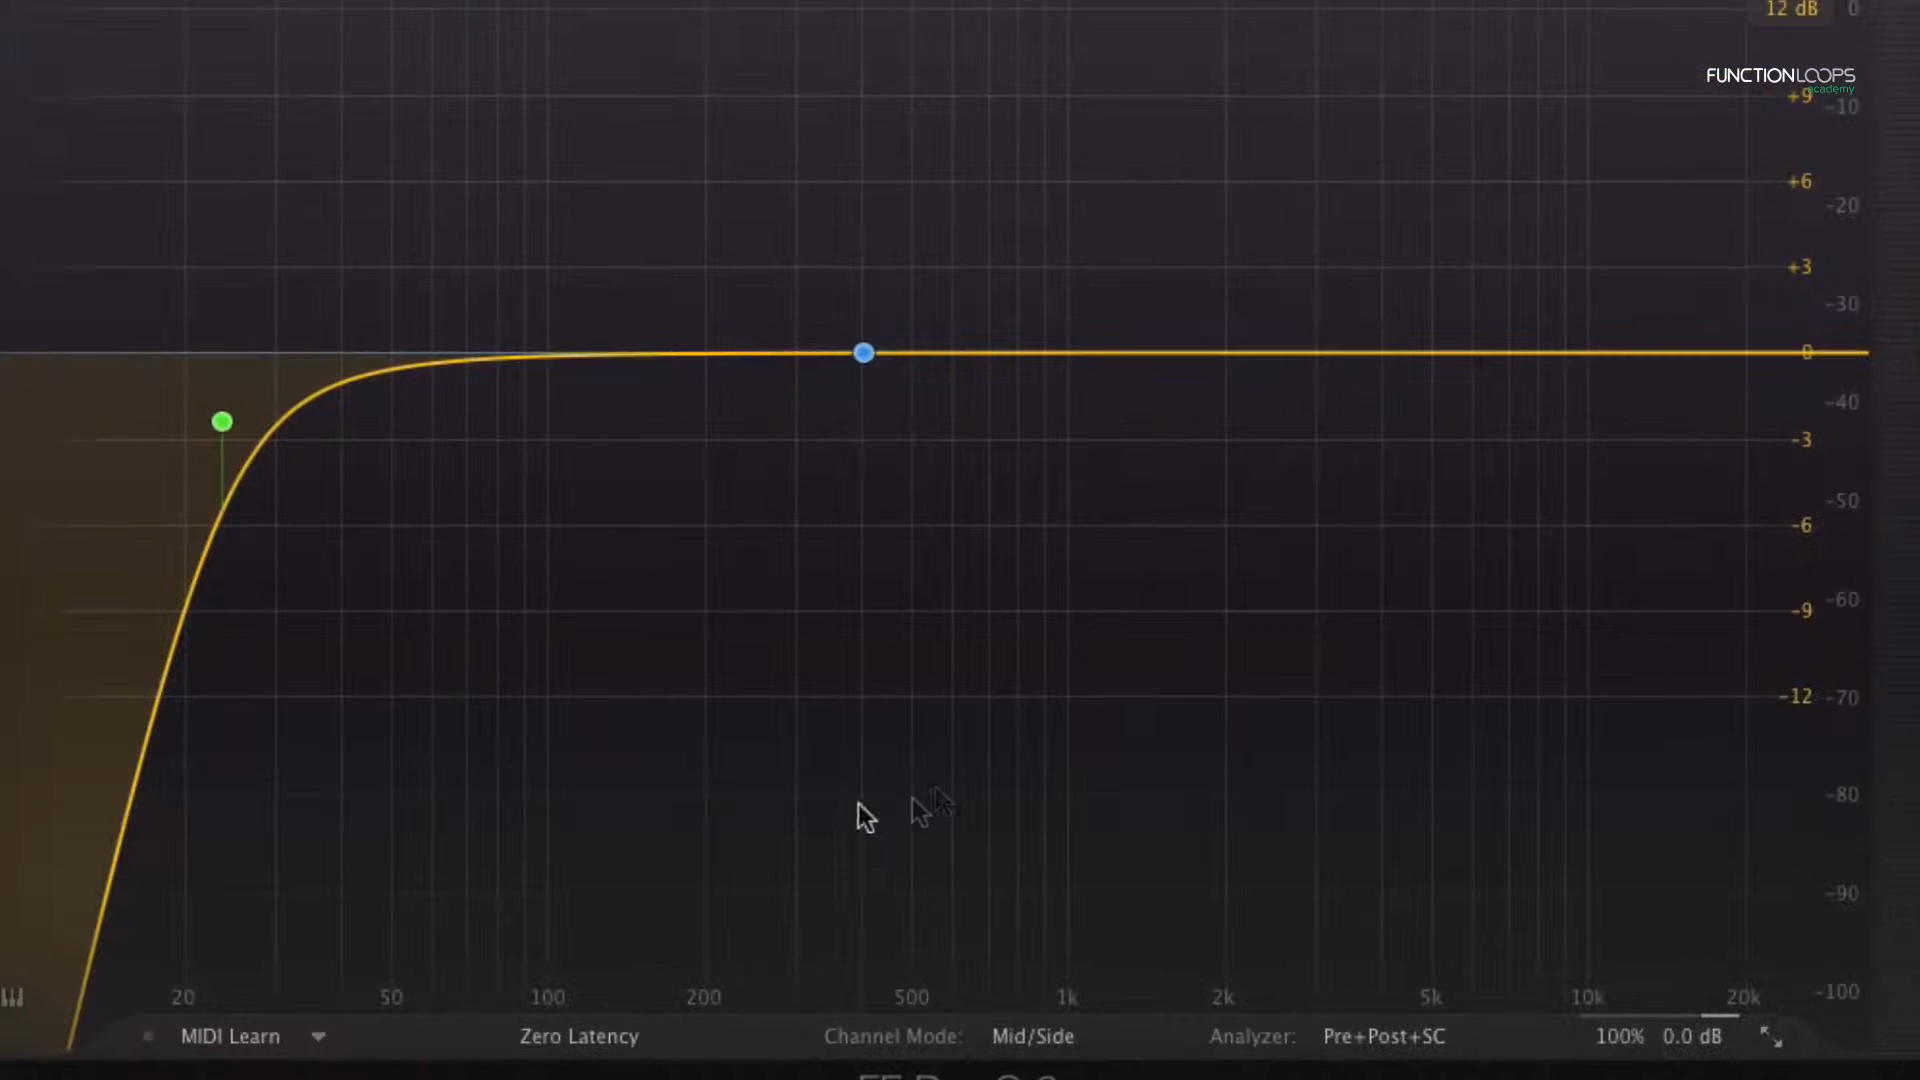 12 dB 0
FUNCTIONLOOPS
academy
+9 -10
+6
-20
+3
-30
0
-40
-3
-50
-6
-9 -60
-12 -70
-80
-90
20 50 100 200 500 1k 2k 5k 10k 20k -100
MIDI Learn Zero Latency Channel Mode: Mid/Side Analyzer: Pre+Post+SC 100% 0.0 dB